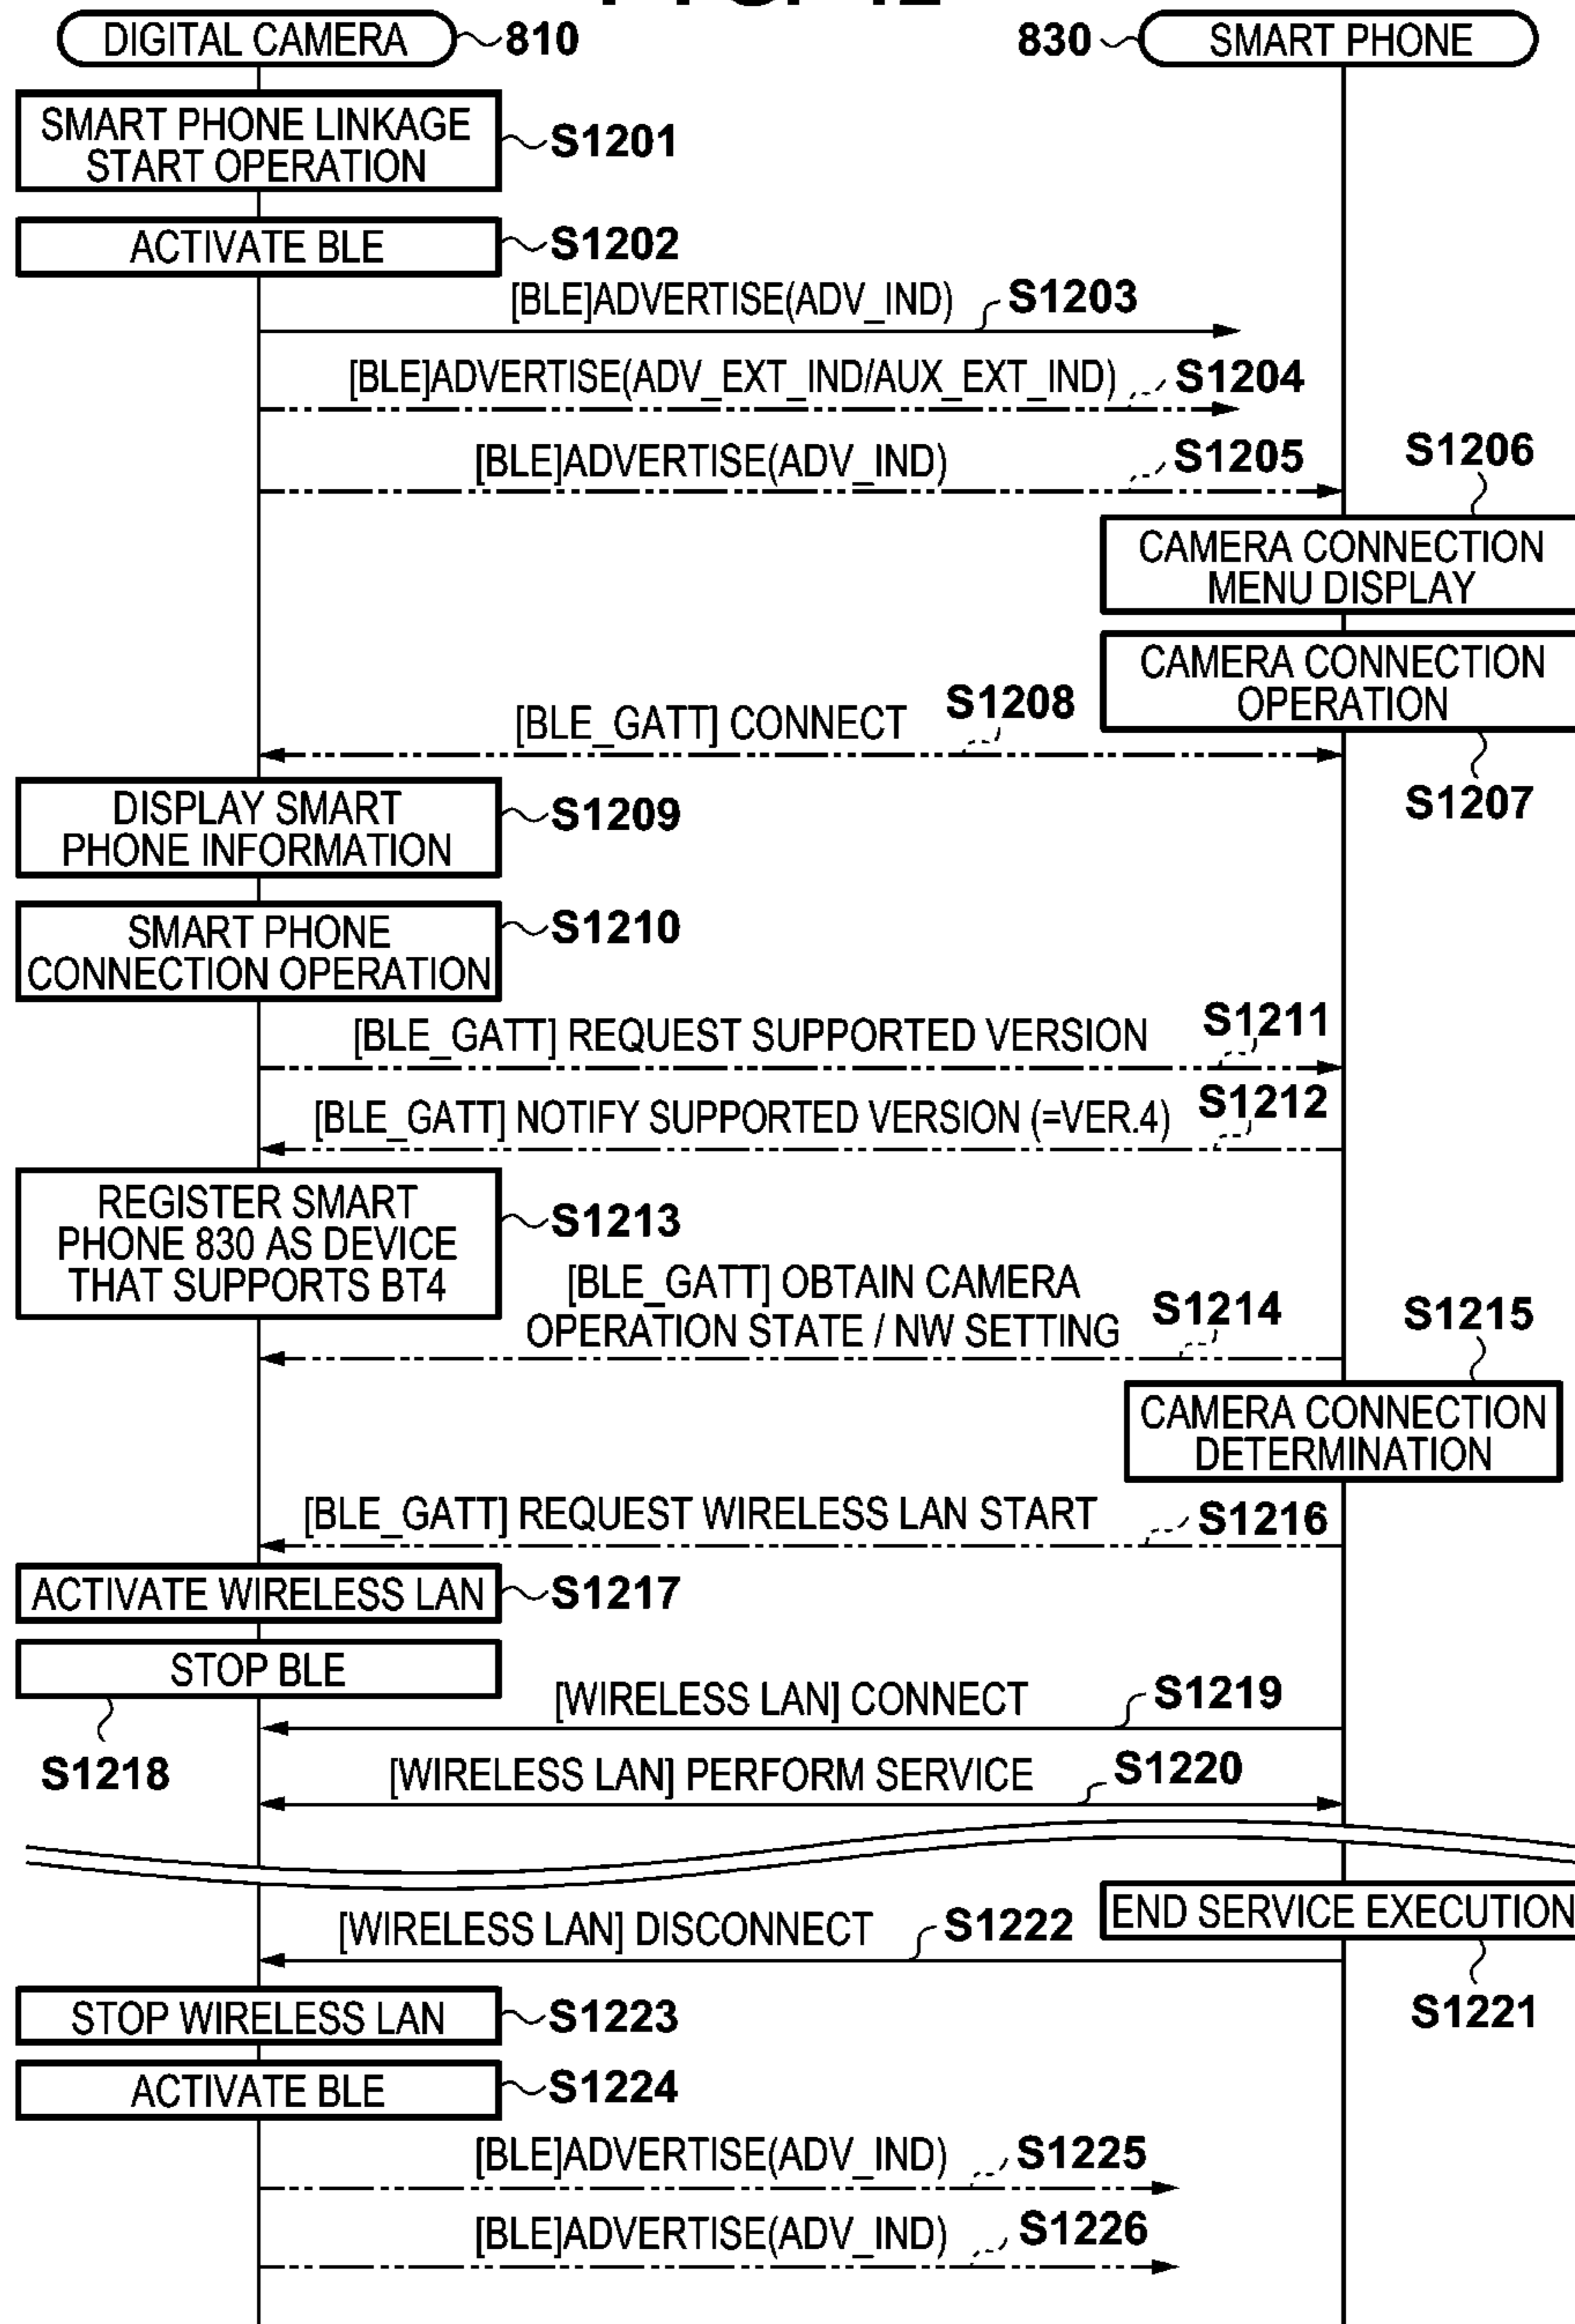 DIGITAL CAMERA 810 830 SMART PHONE
SMART PHONE LINKAGE
START OPERATION
S1201
ACTIVATE BLE S1202
[BLE]ADVERTISE(ADV_IND) S1203
[BLE]ADVERTISE(ADV_EXT_IND/AUX_EXT_IND) S1204
[BLE]ADVERTISE(ADV_IND) S1205
S1206
CAMERA CONNECTION
MENU DISPLAY
CAMERA CONNECTION
OPERATION
S1207
[BLE_GATT] CONNECT S1208
DISPLAY SMART
PHONE INFORMATION
S1209
SMART PHONE
CONNECTION OPERATION
S1210
[BLE_GATT] REQUEST SUPPORTED VERSION S1211
[BLE_GATT] NOTIFY SUPPORTED VERSION (=VER.4) S1212
REGISTER SMART
PHONE 830 AS DEVICE
THAT SUPPORTS BT4
S1213
[BLE_GATT] OBTAIN CAMERA
OPERATION STATE / NW SETTING
S1214
S1215
CAMERA CONNECTION
DETERMINATION
[BLE_GATT] REQUEST WIRELESS LAN START S1216
ACTIVATE WIRELESS LAN S1217
STOP BLE
S1218
[WIRELESS LAN] CONNECT S1219
[WIRELESS LAN] PERFORM SERVICE S1220
END SERVICE EXECUTION
S1221
[WIRELESS LAN] DISCONNECT S1222
STOP WIRELESS LAN S1223
ACTIVATE BLE S1224
[BLE]ADVERTISE(ADV_IND) S1225
[BLE]ADVERTISE(ADV_IND) S1226